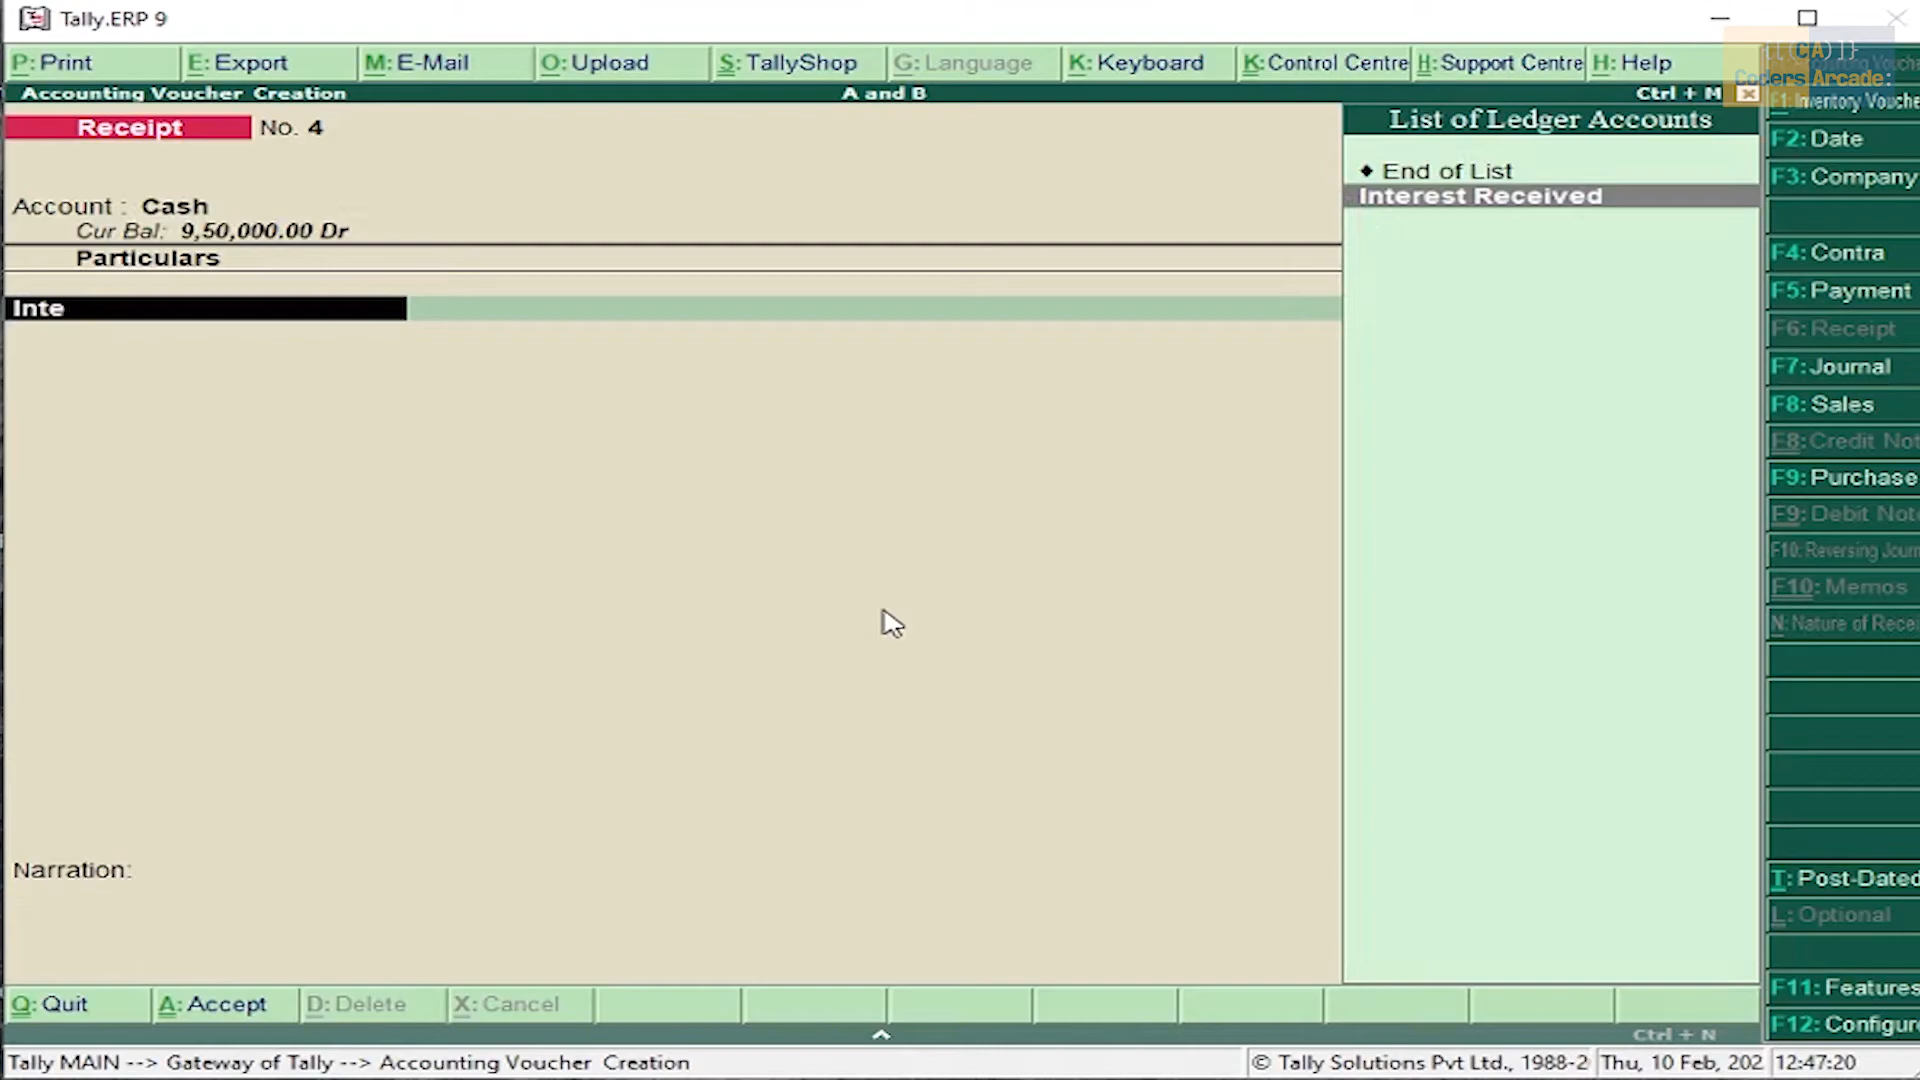 Tally.ERP 9
P: Print E: Export M: E-Mail O: Upload S: TallyShop G: Language K: Keyboard K: Control Centre H: Support Centre H: Help
{[(CA)]}
Coders Arcade:
Accounting Voucher Creation A and B Ctrl + M
Receipt No. 4
List of Ledger Accounts
F1: Inventory Vouche
F2: Date
End of List
F3: Company
Interest Received
Account : Cash
Cur Bal: 9,50,000.00 Dr
Particulars
F4: Contra
F5: Payment
Inte
F6: Receipt
F7: Journal
F8: Sales
F8: Credit Not
F9: Purchase
F9: Debit Note
F10: Reversing Journ
F10: Memos
N: Nature of Recei
Narration:
T: Post-Dated
L: Optional
F11: Features
F12: Configur
Q: Quit A: Accept D: Delete X: Cancel
Ctrl + N
Tally MAIN --> Gateway of Tally --> Accounting Voucher Creation © Tally Solutions Pvt Ltd., 1988-2 Thu, 10 Feb, 202 12:47:20